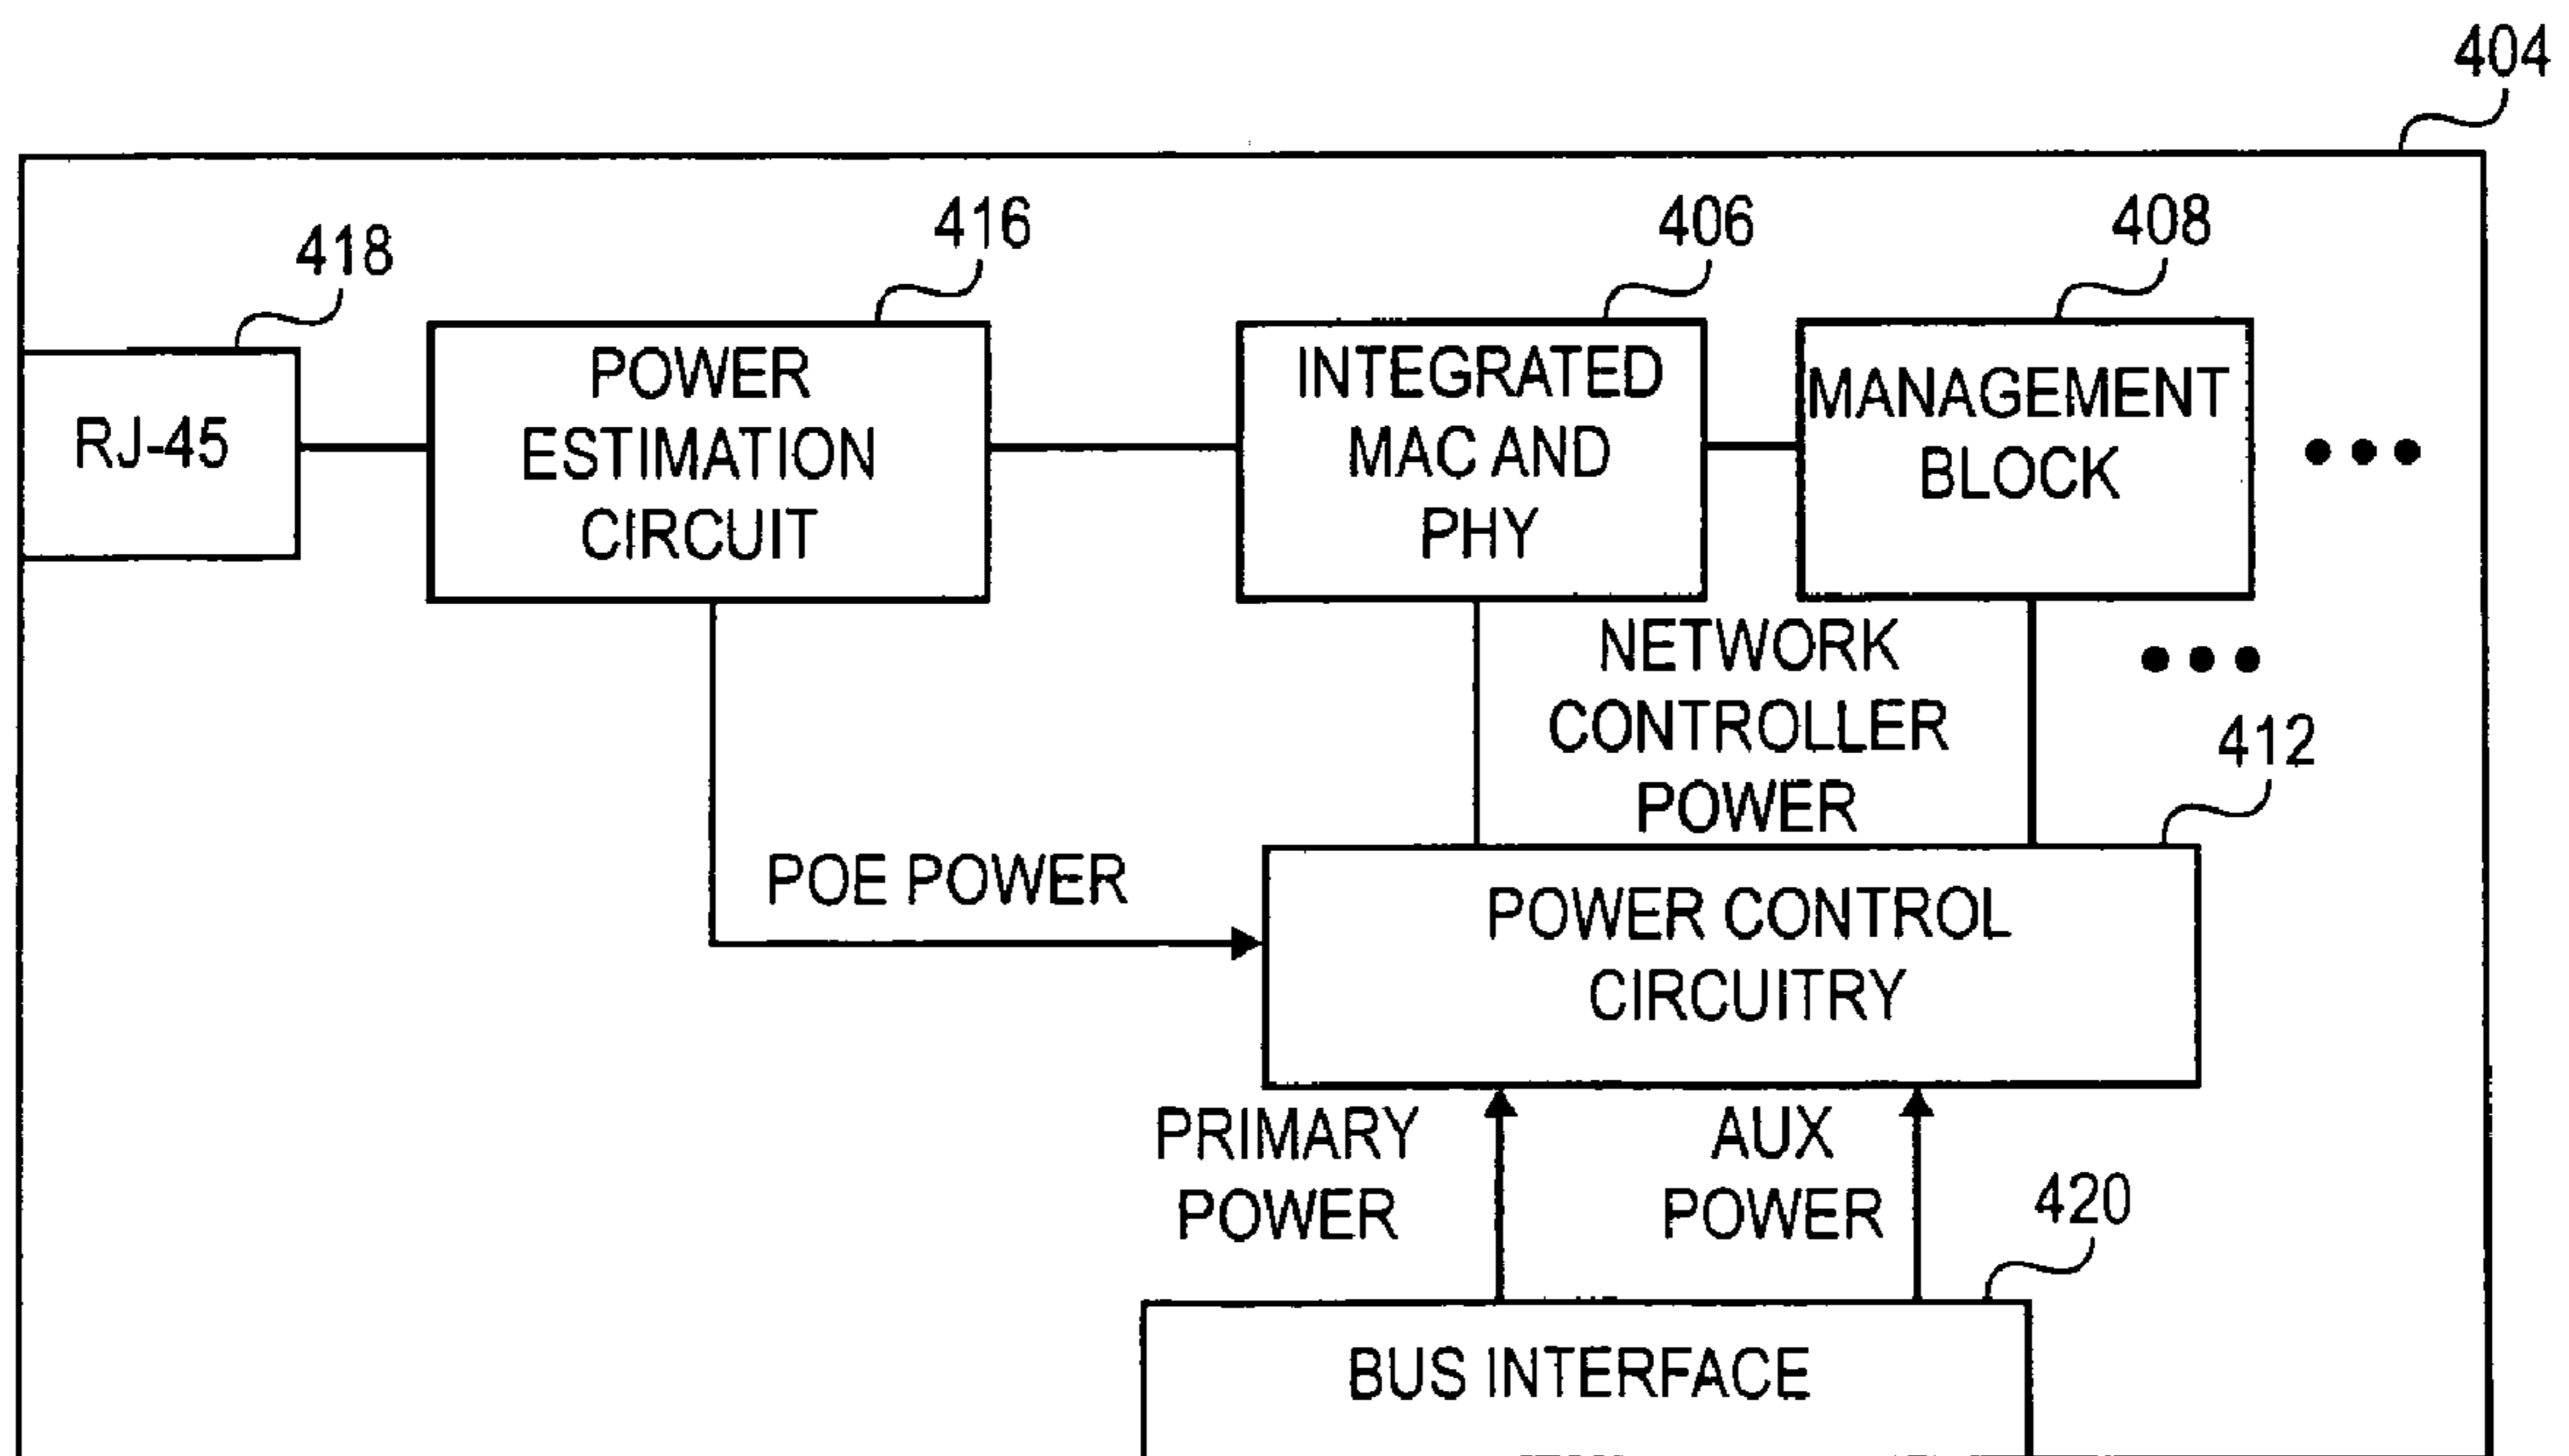 404
418
416
406
408
RJ-45
POWER
ESTIMATION
CIRCUIT
INTEGRATED
MAC AND
PHY
MANAGEMENT
BLOCK
NETWORK
CONTROLLER
POWER
412
POE POWER
POWER CONTROL
CIRCUITRY
PRIMARY
POWER
AUX
POWER
420
BUS INTERFACE